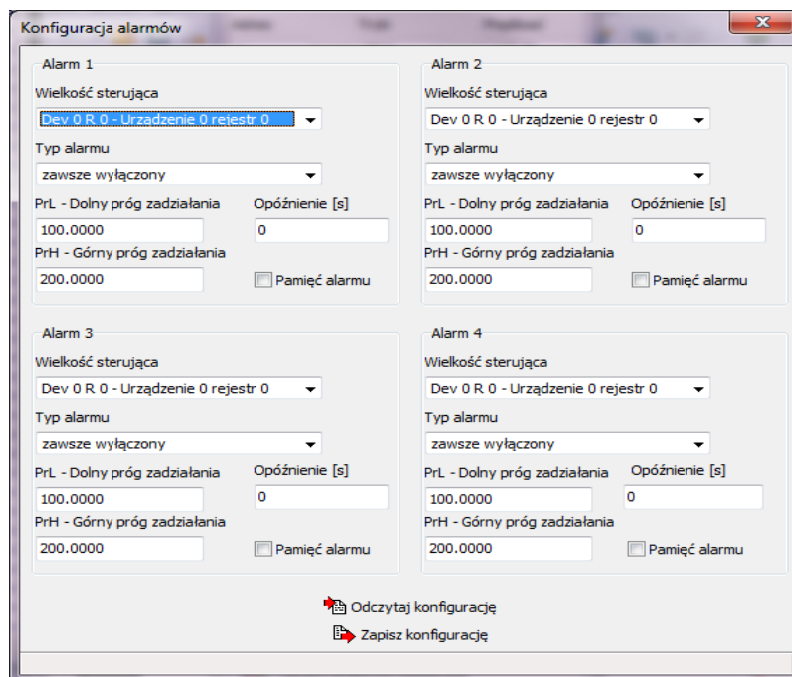 Konfiguracja alarmów
Alarm 1
Wielkość sterująca
Dev 0 R 0 - Urządzenie 0 rejestr 0
Typ alarmu
zawsze wyłączony
PrL - Dolny próg zadziałania Opóźnienie [s]
100.0000 0
PrH - Górny próg zadziałania
200.0000 Pamięć alarmu
Alarm 2
Wielkość sterująca
Dev 0 R 0 - Urządzenie 0 rejestr 0
Typ alarmu
zawsze wyłączony
PrL - Dolny próg zadziałania Opóźnienie [s]
100.0000 0
PrH - Górny próg zadziałania
200.0000 Pamięć alarmu
Alarm 3
Wielkość sterująca
Dev 0 R 0 - Urządzenie 0 rejestr 0
Typ alarmu
zawsze wyłączony
PrL - Dolny próg zadziałania Opóźnienie [s]
100.0000 0
PrH - Górny próg zadziałania
200.0000 Pamięć alarmu
Alarm 4
Wielkość sterująca
Dev 0 R 0 - Urządzenie 0 rejestr 0
Typ alarmu
zawsze wyłączony
PrL - Dolny próg zadziałania Opóźnienie [s]
100.0000 0
PrH - Górny próg zadziałania
200.0000 Pamięć alarmu
Odczytaj konfigurację
Zapisz konfigurację